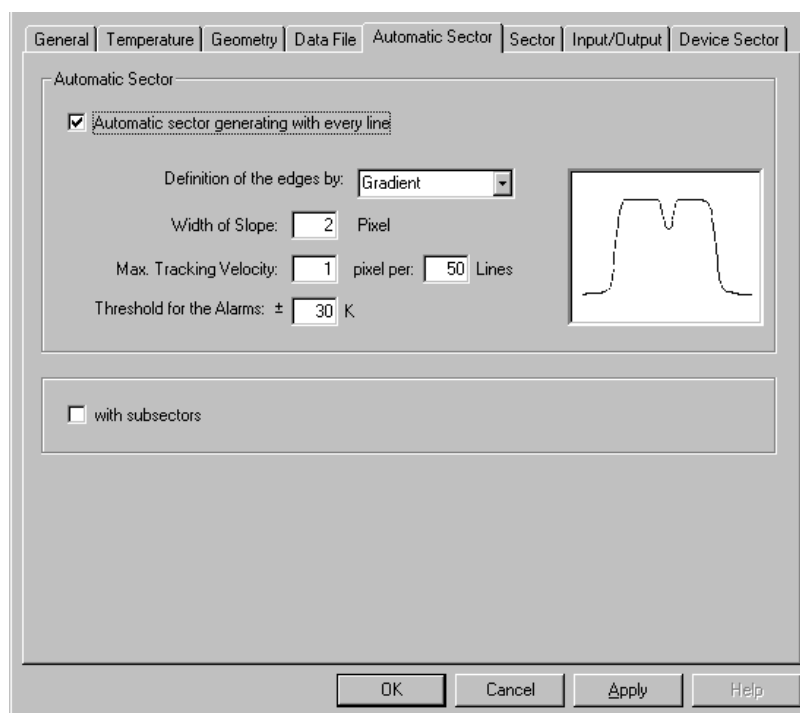 General Temperature Geometry Data File Automatic Sector Sector Input/Output Device Sector
Automatic Sector
Automatic sector generating with every line
Definition of the edges by: Gradient
Width of Slope: 2 Pixel
Max. Tracking Velocity: 1 pixel per: 50 Lines
Threshold for the Alarms: ± 30 K
with subsectors
OK Cancel Apply Help